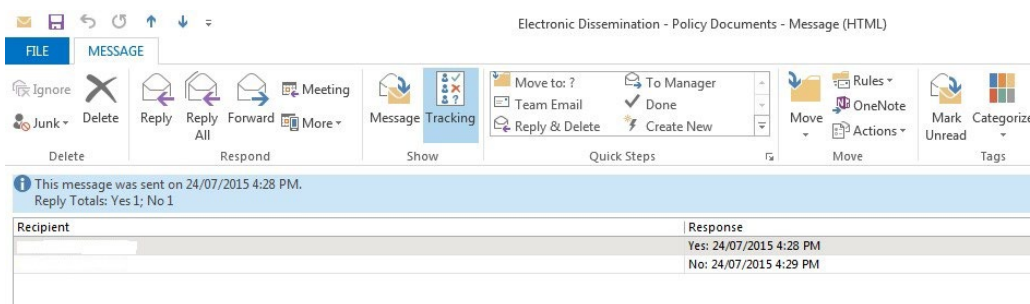 Electronic Dissemination - Policy Documents - Message (HTML)
FILE MESSAGE
Ignore
Junk
Delete
Reply
Reply All
Forward
Meeting
More
Message
Tracking
Move to: ?
Team Email
Reply & Delete
To Manager
Done
Create New
Move
Rules
OneNote
Actions
Mark Unread
Categorize
Delete
Respond
Show
Quick Steps
Move
Tags
This message was sent on 24/07/2015 4:28 PM.
Reply Totals: Yes 1; No 1
Recipient Response
Yes: 24/07/2015 4:28 PM
No: 24/07/2015 4:29 PM